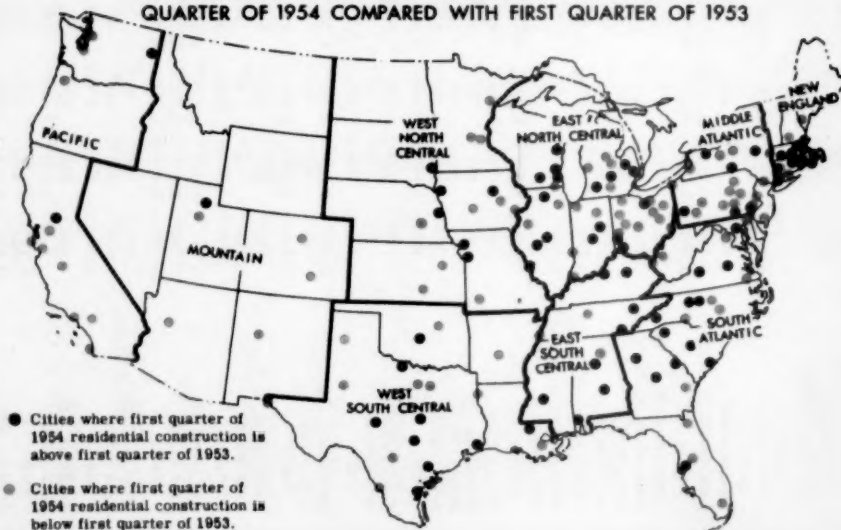 QUARTER OF 1954 COMPARED WITH FIRST QUARTER OF 1953
PACIFIC
MOUNTAIN
WEST
NORTH
CENTRAL
EAST
NORTH CENTRAL
MIDDLE
ATLANTIC
NEW
ENGLAND
WEST
SOUTH CENTRAL
EAST
SOUTH
CENTRAL
SOUTH
ATLANTIC
Cities where first quarter of
1954 residential construction is
above first quarter of 1953.
Cities where first quarter of
1954 residential construction is
below first quarter of 1953.